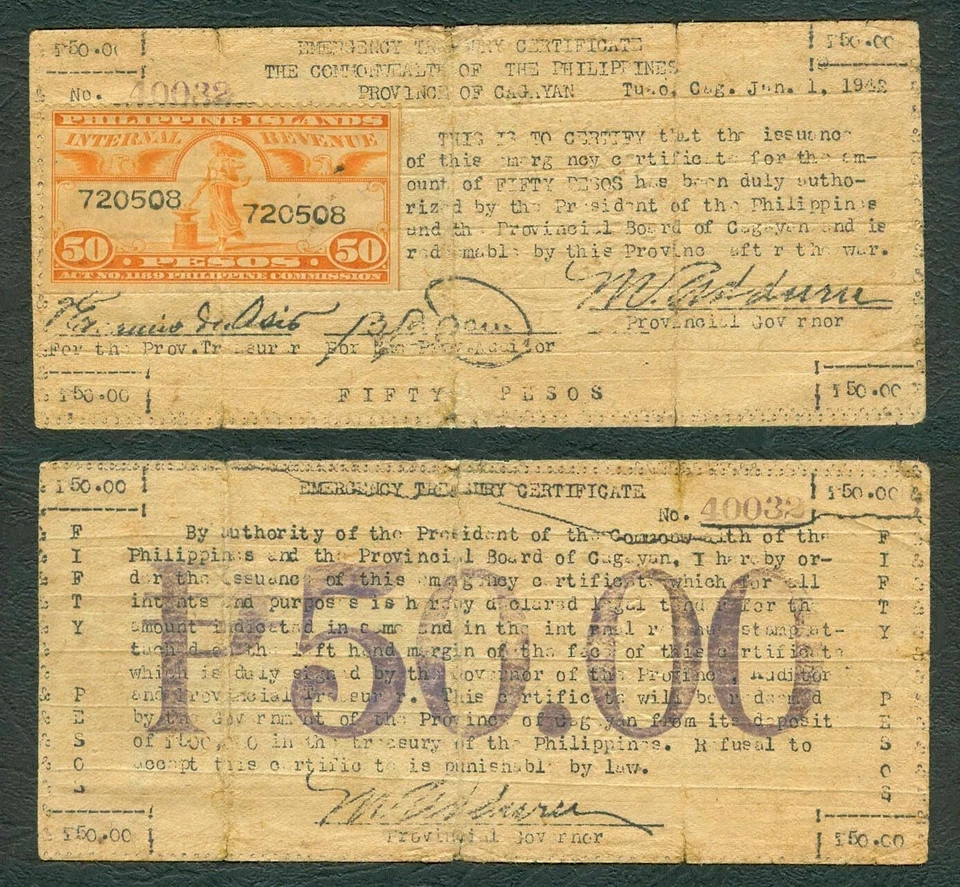 ₱50.00
EMERGENCY TREASURY CERTIFICATE
₱50.00
THE COMMONWEALTH OF THE PHILIPPINES
No. 40032
PROVINCE OF CAGAYAN
Tuao, Cag. Jan. 1, 1942
PHILIPPINE ISLANDS
INTERNAL REVENUE
720508
720508
50 PESOS 50
ACT NO. 1189 PHILIPPINE COMMISSION
THIS IS TO CERTIFY that the issuance
of this emergency certificate for the am-
ount of FIFTY PESOS has been duly autho-
rized by the President of the Philippines
and the Provincial Board of Cagayan and is
redeemable by this Province after the war.
M. Adduru
Provincial Governor
For the Prov. Treasurer For the Prov. Auditor
₱50.00
FIFTY PESOS
₱50.00
₱50.00
EMERGENCY TREASURY CERTIFICATE
₱50.00
No. 40032
By authority of the President of the Commonwealth of the
Philippines and the Provincial Board of Cagayan, I hereby or-
der the issuance of this emergency certificate which for all
intents and purposes is hereby declared legal tender for the
amount indicated in same and in the internal revenue stamp at-
tached on the left hand margin of the face of this certificate
which is duly signed by the Governor of the Province, Auditor
and Provincial Treasurer. This certificate will be redeemed
by the Government of the Province of Cagayan from its deposit
of in the treasury of the Philippines. Refusal to
accept this certificate is punishable by law.
FIFTY PESOS
FIFTY PESOS
₱50.00
M. Adduru
Provincial Governor
₱50.00
₱50.00